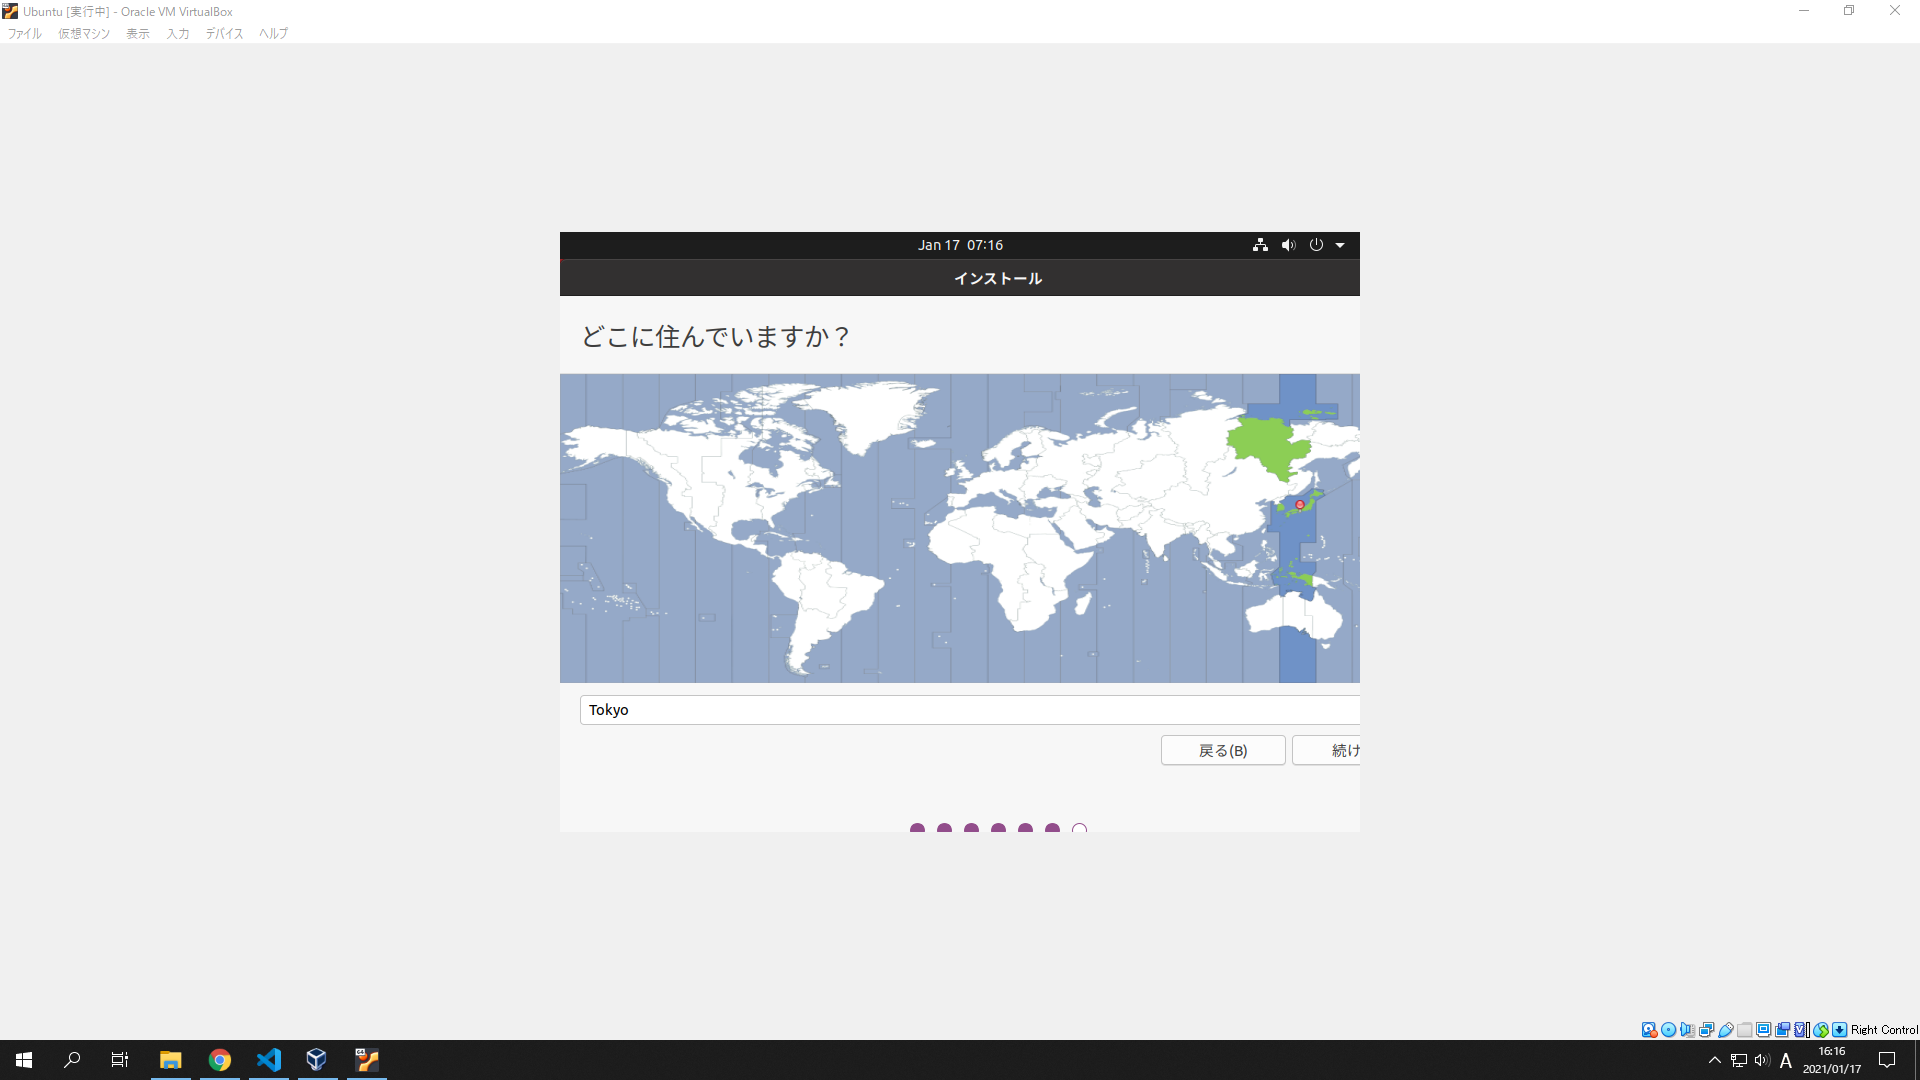 Ubuntu [実行中] - Oracle VM VirtualBox
ファイル 仮想マシン 表示 入力 デバイス ヘルプ
Jan 17 07:16
インストール
どこに住んでいますか？
Tokyo
戻る(B) 続け
Right Control
A 16:16
2021/01/17